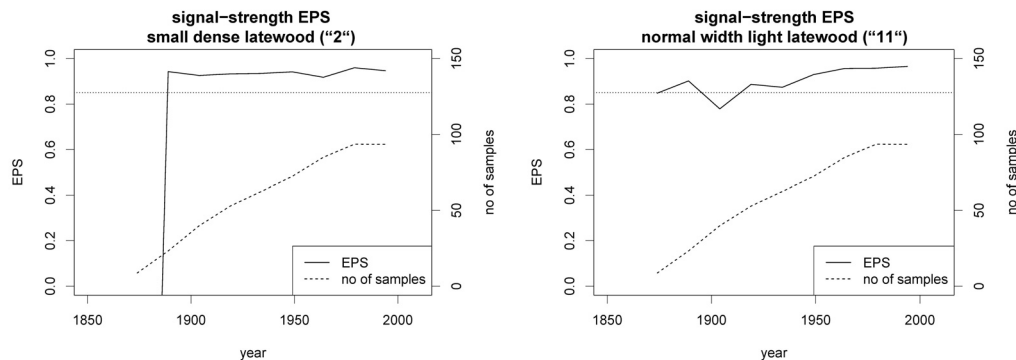 signal−strength EPS
small dense latewood (“2“)
1.0
0.8
0.6
0.4
0.2
0.0
EPS
150
100
50
0
no of samples
EPS
no of samples
1850
1900
1950
2000
year
signal−strength EPS
normal width light latewood (“11“)
1.0
0.8
0.6
0.4
0.2
0.0
EPS
150
100
50
0
no of samples
EPS
no of samples
1850
1900
1950
2000
year